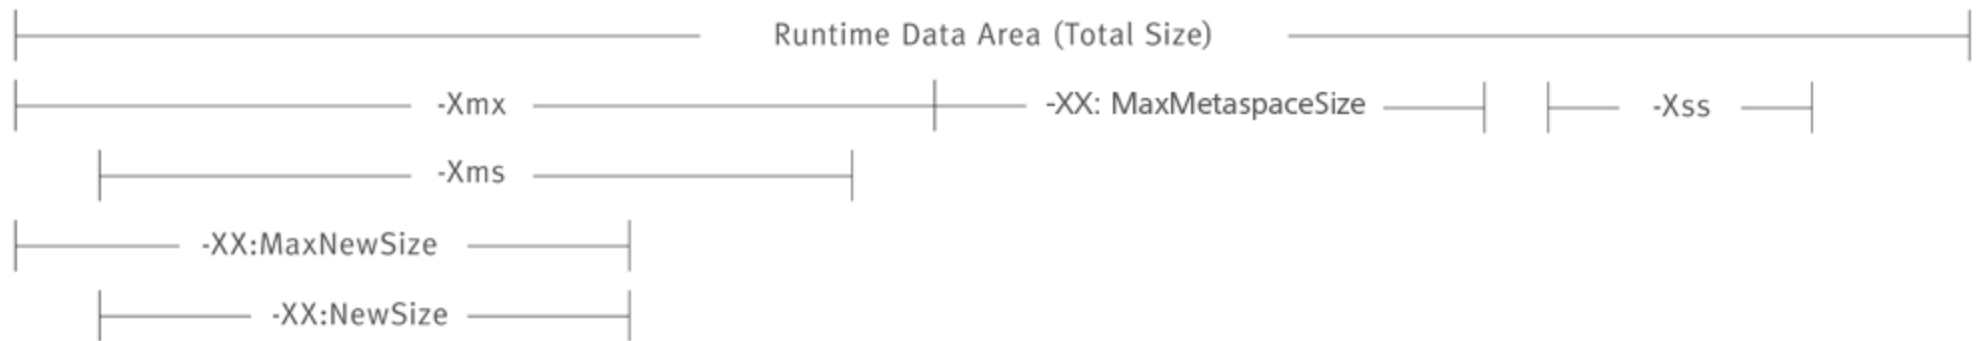 Runtime Data Area (Total Size)
-Xmx -XX: MaxMetaspaceSize -Xss
-Xms
-XX:MaxNewSize
-XX:NewSize